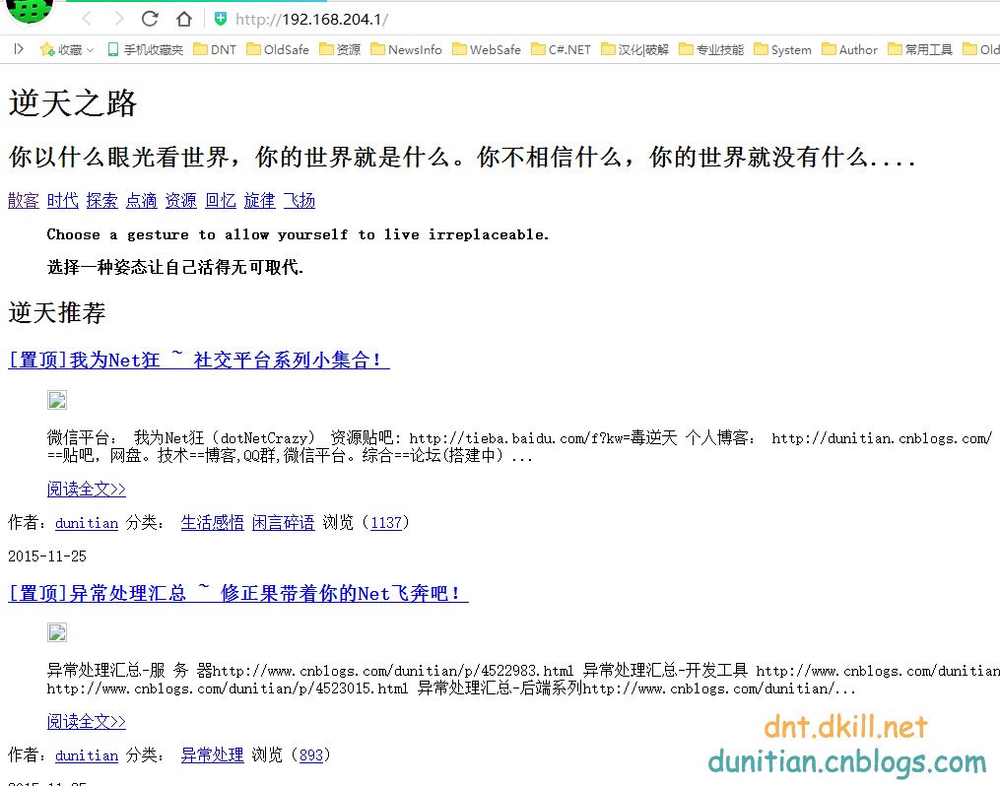 http://192.168.204.1/
收藏 手机收藏夹 DNT OldSafe 资源 NewsInfo WebSafe C#.NET 汉化|破解 专业技能 System Author 常用工具 Old
逆天之路
你以什么眼光看世界，你的世界就是什么。你不相信什么，你的世界就没有什么....
散客 时代 探索 点滴 资源 回忆 旋律 飞扬
Choose a gesture to allow yourself to live irreplaceable.
选择一种姿态让自己活得无可取代.
逆天推荐
[置顶]我为Net狂 ~ 社交平台系列小集合！
微信平台： 我为Net狂（dotNetCrazy） 资源贴吧: http://tieba.baidu.com/f?kw=毒逆天 个人博客： http://dunitian.cnblogs.com/
==贴吧，网盘。技术==博客,QQ群,微信平台。综合==论坛(搭建中）...
阅读全文>>
作者: dunitian 分类： 生活感悟 闲言碎语 浏览（1137）
2015-11-25
[置顶]异常处理汇总 ~ 修正果带着你的Net飞奔吧！
异常处理汇总-服 务 器http://www.cnblogs.com/dunitian/p/4522983.html 异常处理汇总-开发工具 http://www.cnblogs.com/dunitian
http://www.cnblogs.com/dunitian/p/4523015.html 异常处理汇总-后端系列http://www.cnblogs.com/dunitian/...
阅读全文>>
作者: dunitian 分类： 异常处理 浏览（893）
dnt.dkill.net
dunitian.cnblogs.com